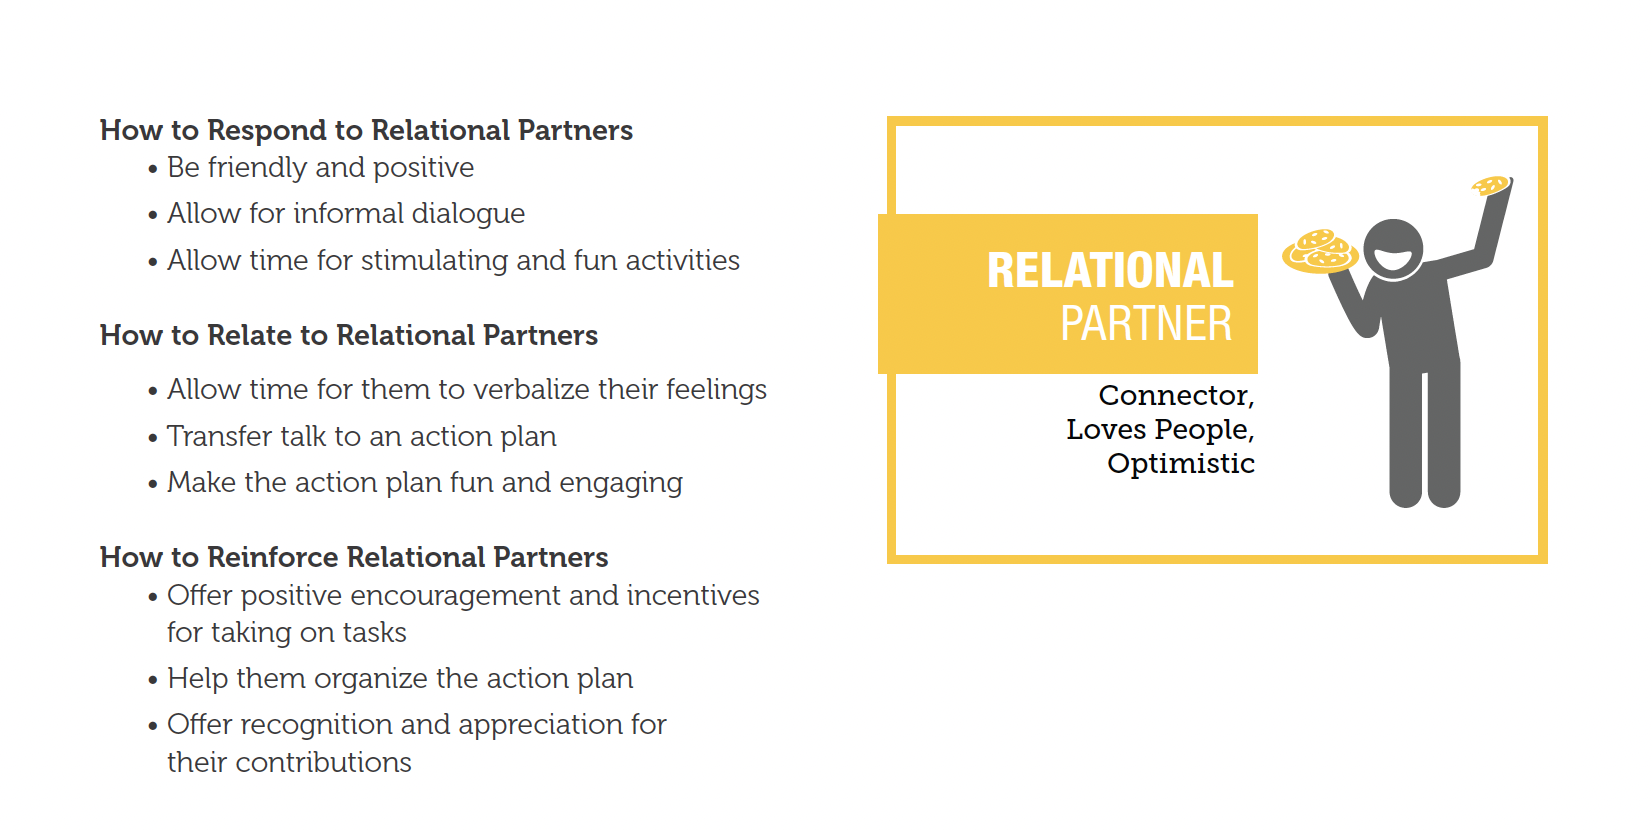 How to Respond to Relational Partners
• Be friendly and positive
• Allow for informal dialogue
• Allow time for stimulating and fun activities
How to Relate to Relational Partners
• Allow time for them to verbalize their feelings
• Transfer talk to an action plan
• Make the action plan fun and engaging
How to Reinforce Relational Partners
• Offer positive encouragement and incentives
for taking on tasks
• Help them organize the action plan
• Offer recognition and appreciation for
their contributions
RELATIONAL
PARTNER
Connector,
Loves People,
Optimistic